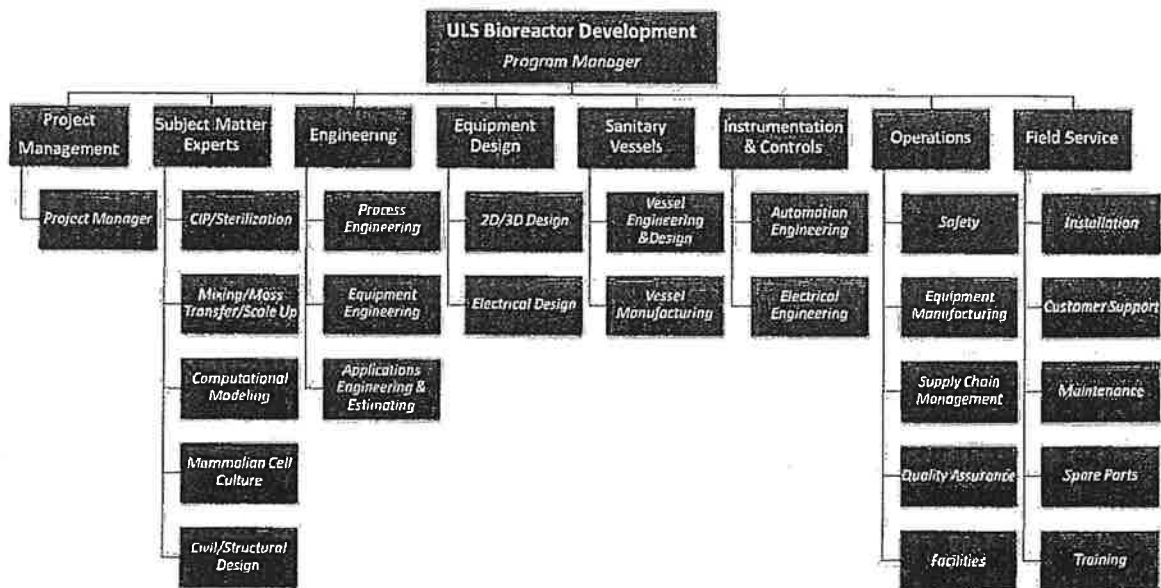 ULS Bioreactor Development
Program Manager
Project
Management
Subject Matter
Experts
Engineering
Equipment
Design
Sanitary
Vessels
Instrumentation
& Controls
Operations
Field Service
Project Manager
CIP/Sterilization
Mixing/Mass
Transfer/Scale Up
Computational
Modeling
Mammalian Cell
Culture
Civil/Structural
Design
Process
Engineering
Equipment
Engineering
Applications
Engineering &
Estimating
2D/3D Design
Electrical Design
Vessel
Engineering
&Design
Vessel
Manufacturing
Automation
Engineering
Electrical
Engineering
Safety
Equipment
Manufacturing
Supply Chain
Management
Quality Assurance
Facilities
Installation
Customer Support
Maintenance
Spare Parts
Training